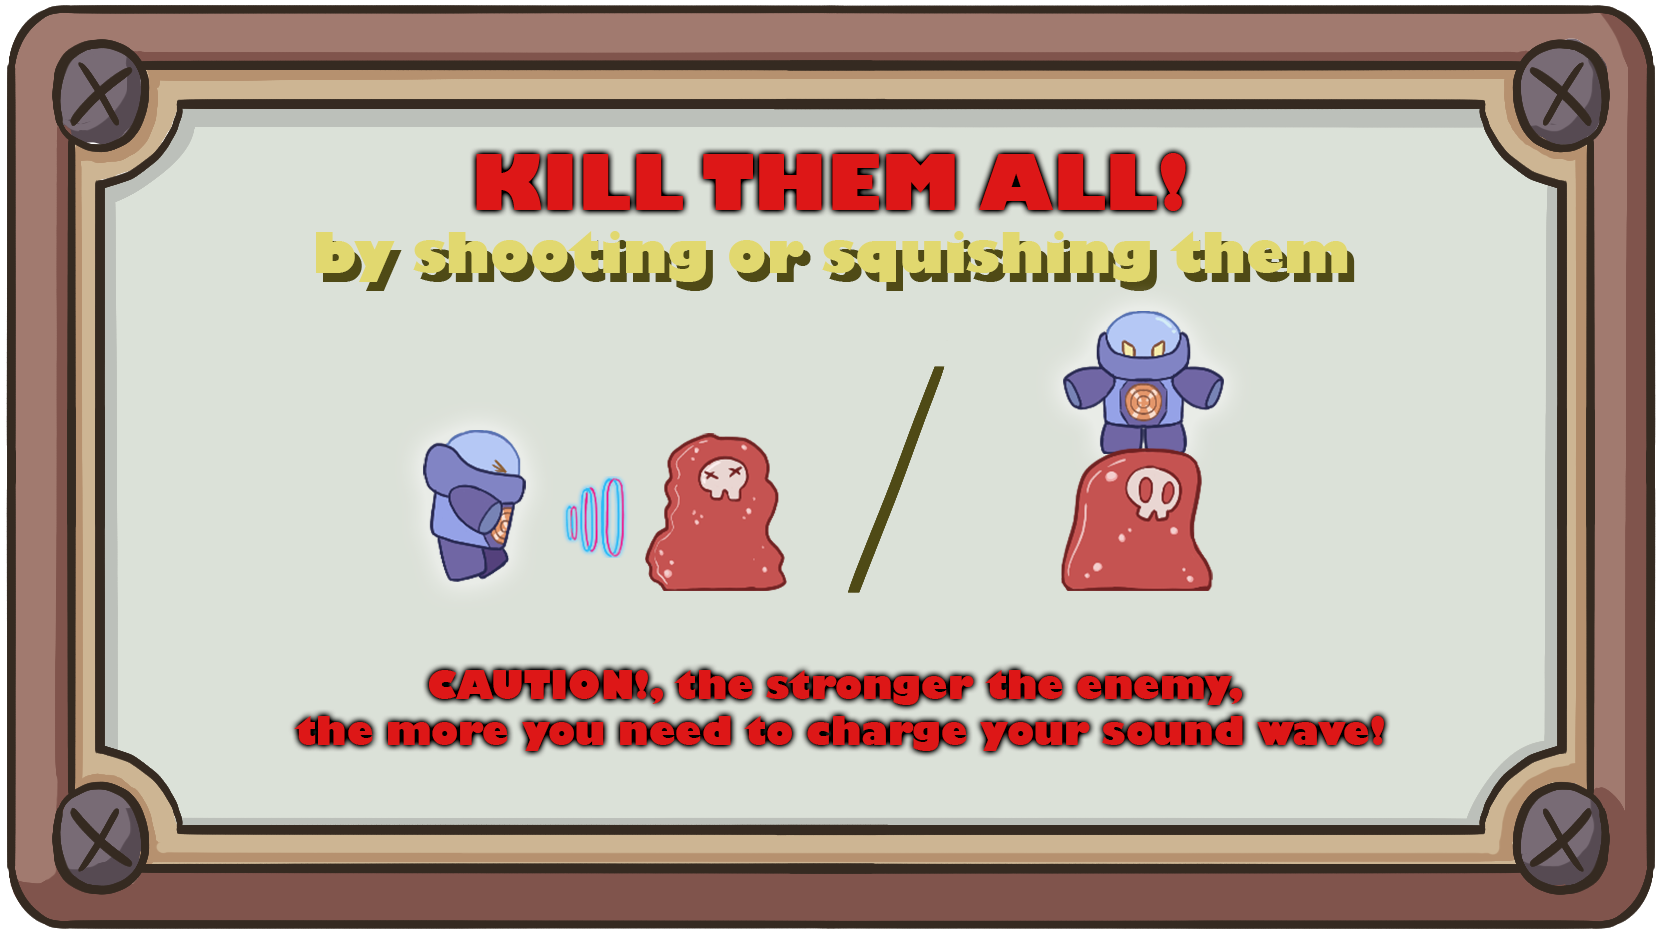 KILL THEM ALL!
by shooting or squishing them
CAUTION!, the stronger the enemy,
the more you need to charge your sound wave!